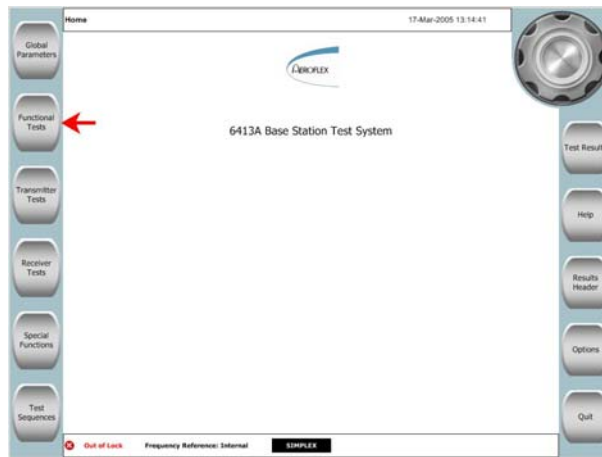 Home
17-Mar-2005 13:14:41
AEROFLEX
6413A Base Station Test System
Global
Parameters
Functional
Tests
Transmitter
Tests
Receiver
Tests
Special
Functions
Test
Sequences
Test Result
Help
Results
Header
Options
Quit
Out of Lock
Frequency Reference: Internal
SIMPLEX